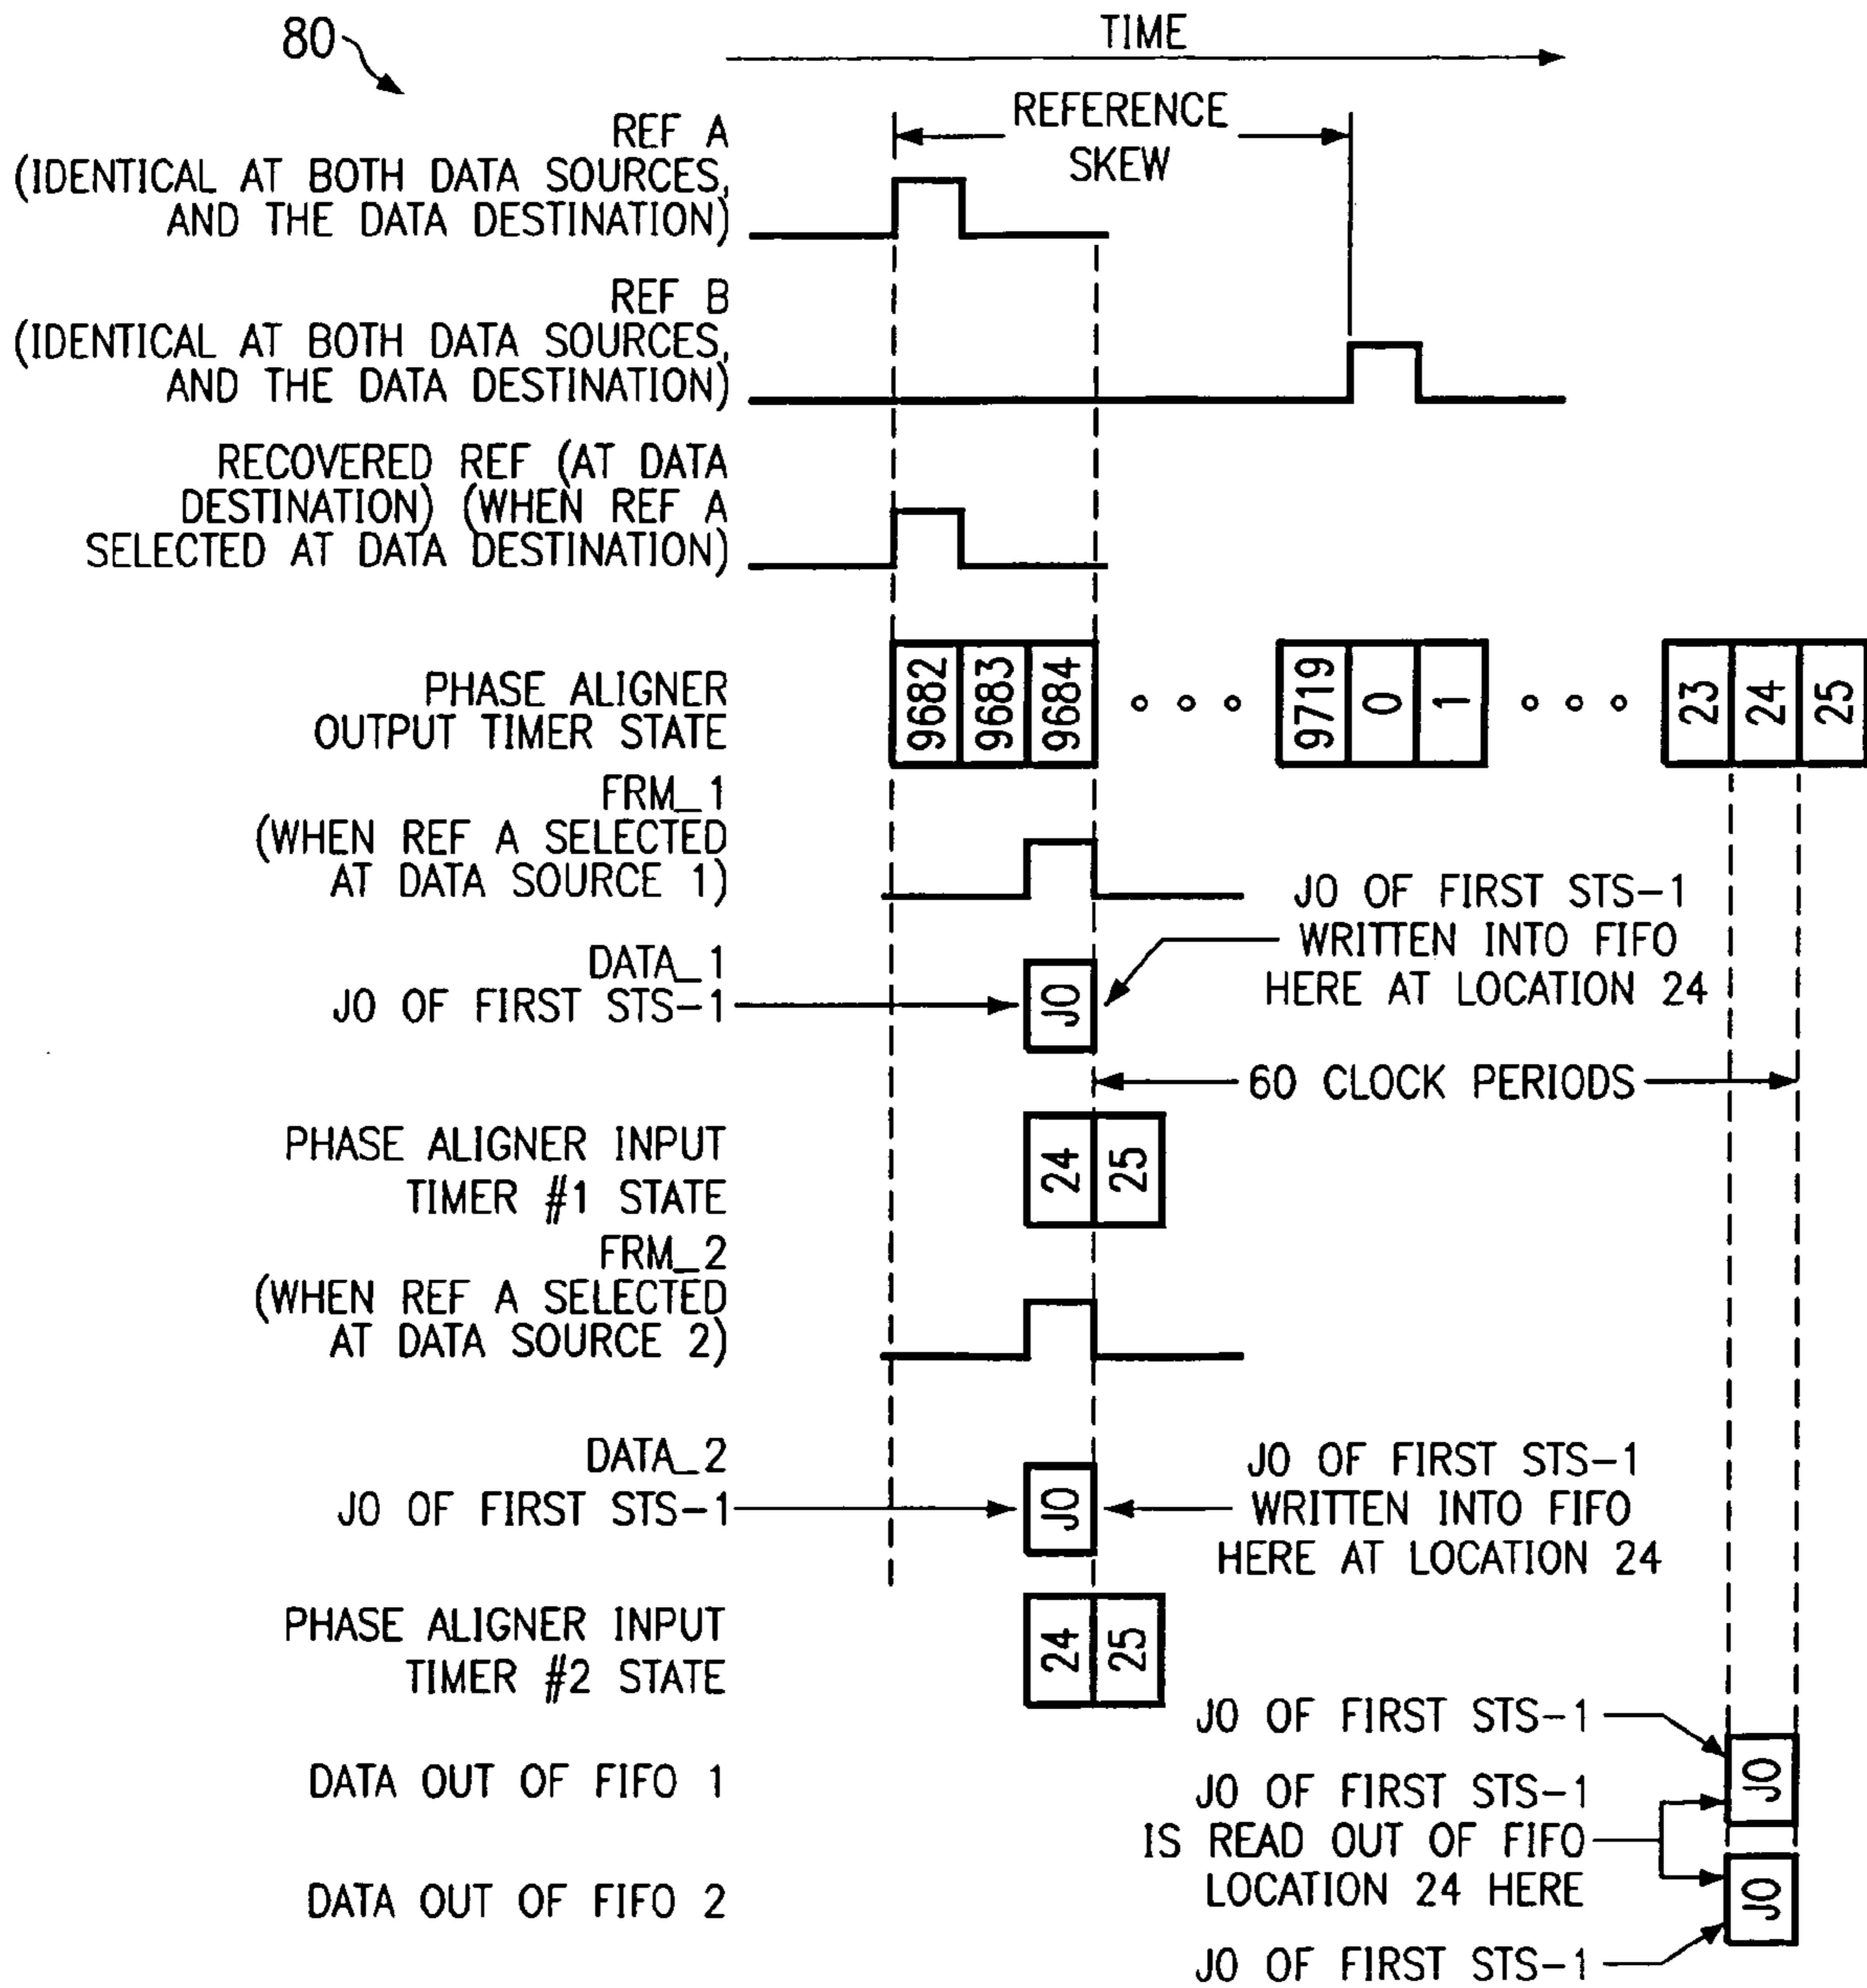 80
TIME
REFERENCE
SKEW
REF A
(IDENTICAL AT BOTH DATA SOURCES,
AND THE DATA DESTINATION)
REF B
(IDENTICAL AT BOTH DATA SOURCES,
AND THE DATA DESTINATION)
RECOVERED REF (AT DATA
DESTINATION) (WHEN REF A
SELECTED AT DATA DESTINATION)
PHASE ALIGNER
OUTPUT TIMER STATE
9682 9683 9684 9719 0 1 23 24 25
FRM_1
(WHEN REF A SELECTED
AT DATA SOURCE 1)
DATA_1
J0 OF FIRST STS-1
J0
J0 OF FIRST STS-1
WRITTEN INTO FIFO
HERE AT LOCATION 24
60 CLOCK PERIODS
PHASE ALIGNER INPUT
TIMER #1 STATE
24 25
FRM_2
(WHEN REF A SELECTED
AT DATA SOURCE 2)
DATA_2
J0 OF FIRST STS-1
J0
J0 OF FIRST STS-1
WRITTEN INTO FIFO
HERE AT LOCATION 24
PHASE ALIGNER INPUT
TIMER #2 STATE
24 25
DATA OUT OF FIFO 1
J0 OF FIRST STS-1
J0
J0 OF FIRST STS-1
IS READ OUT OF FIFO
LOCATION 24 HERE
DATA OUT OF FIFO 2
J0
J0 OF FIRST STS-1